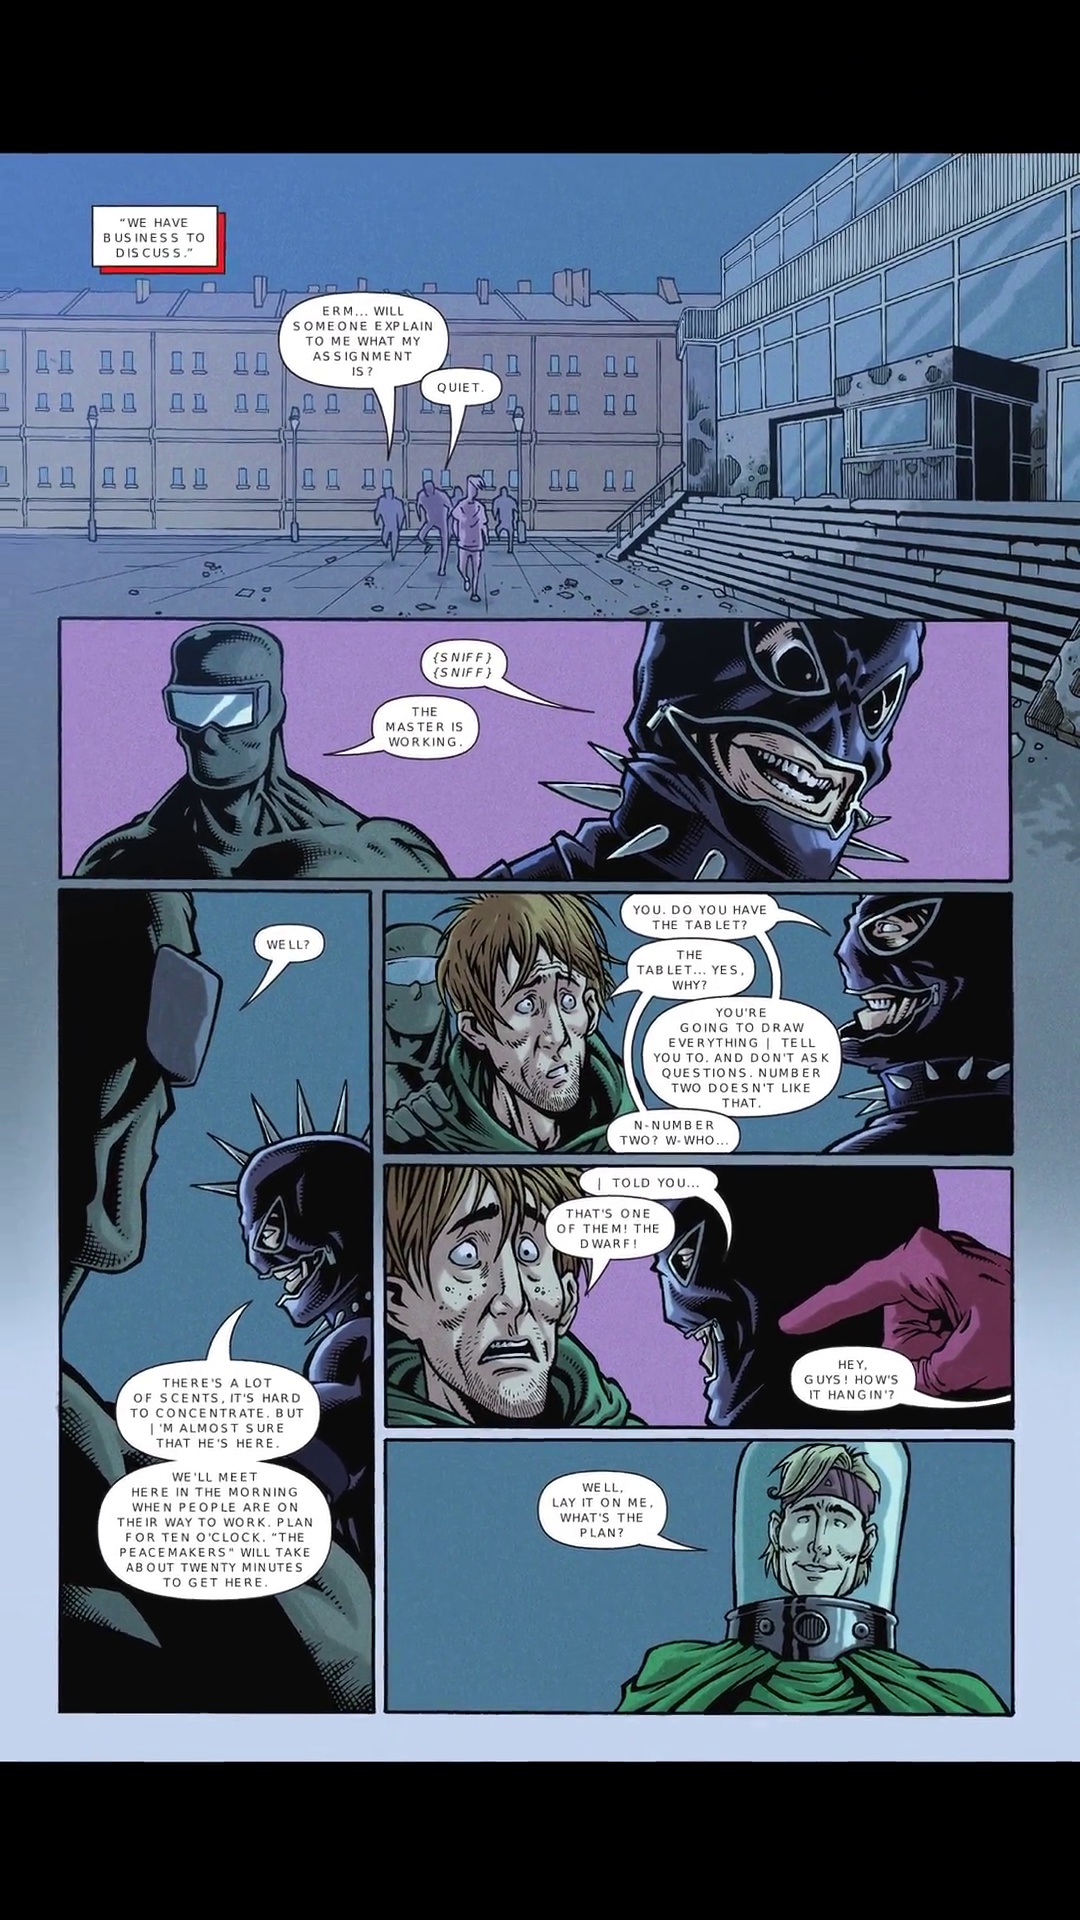 "WE HAVE
BUSINESS TO
DISCUSS."
ERM... WILL
SOMEONE EXPLAIN
TO ME WHAT MY
ASSIGNMENT
IS?
QUIET.
{SNIFF}
{SNIFF}
THE
MASTER IS
WORKING.
WELL?
THERE'S A LOT
OF SCENTS, IT'S HARD
TO CONCENTRATE. BUT
I'M ALMOST SURE
THAT HE'S HERE.
WE'LL MEET
HERE IN THE MORNING
WHEN PEOPLE ARE ON
THEIR WAY TO WORK. PLAN
FOR TEN O'CLOCK. "THE
PEACEMAKERS" WILL TAKE
ABOUT TWENTY MINUTES
TO GET HERE.
YOU. DO YOU HAVE
THE TABLET?
THE
TABLET... YES,
WHY?
YOU'RE
GOING TO DRAW
EVERYTHING I TELL
YOU TO. AND DON'T ASK
QUESTIONS. NUMBER
TWO DOESN'T LIKE
THAT.
N-NUMBER
TWO? W-WHO...
I TOLD YOU...
THAT'S ONE
OF THEM! THE
DWARF!
HEY,
GUYS! HOW'S
IT HANGIN'?
WELL,
LAY IT ON ME,
WHAT'S THE
PLAN?